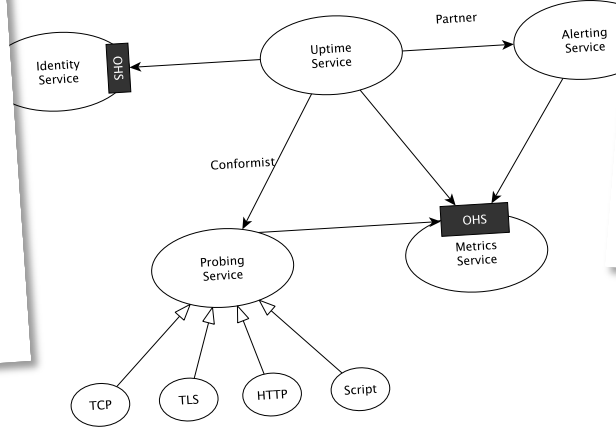 Partner
Alerting
Service
Uptime
Service
Identity
Service
OHS
Conformist
OHS
Metrics
Service
Probing
Service
TCP
TLS
HTTP
Script